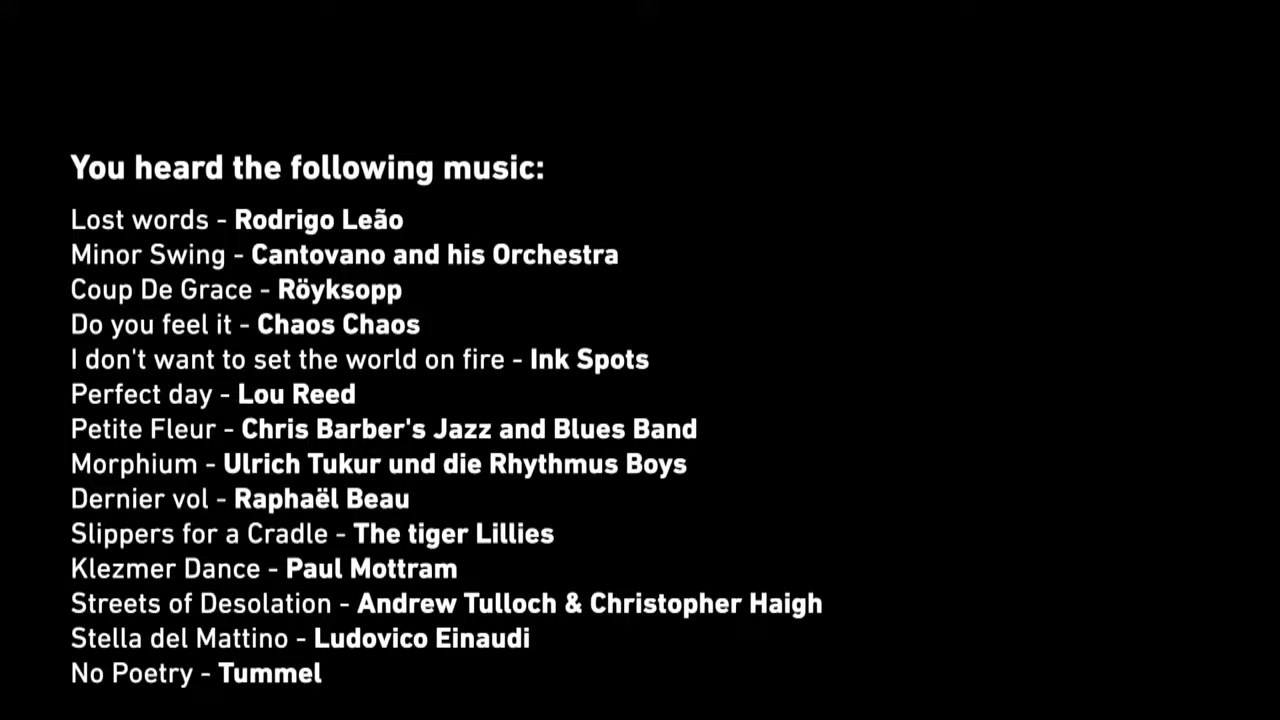 You heard the following music:
Lost words - Rodrigo Leão
Minor Swing - Cantovano and his Orchestra
Coup De Grace - Röyksopp
Do you feel it - Chaos Chaos
I don't want to set the world on fire - Ink Spots
Perfect day - Lou Reed
Petite Fleur - Chris Barber's Jazz and Blues Band
Morphium - Ulrich Tukur und die Rhythmus Boys
Dernier vol - Raphaël Beau
Slippers for a Cradle - The tiger Lillies
Klezmer Dance - Paul Mottram
Streets of Desolation - Andrew Tulloch & Christopher Haigh
Stella del Mattino - Ludovico Einaudi
No Poetry - Tummel